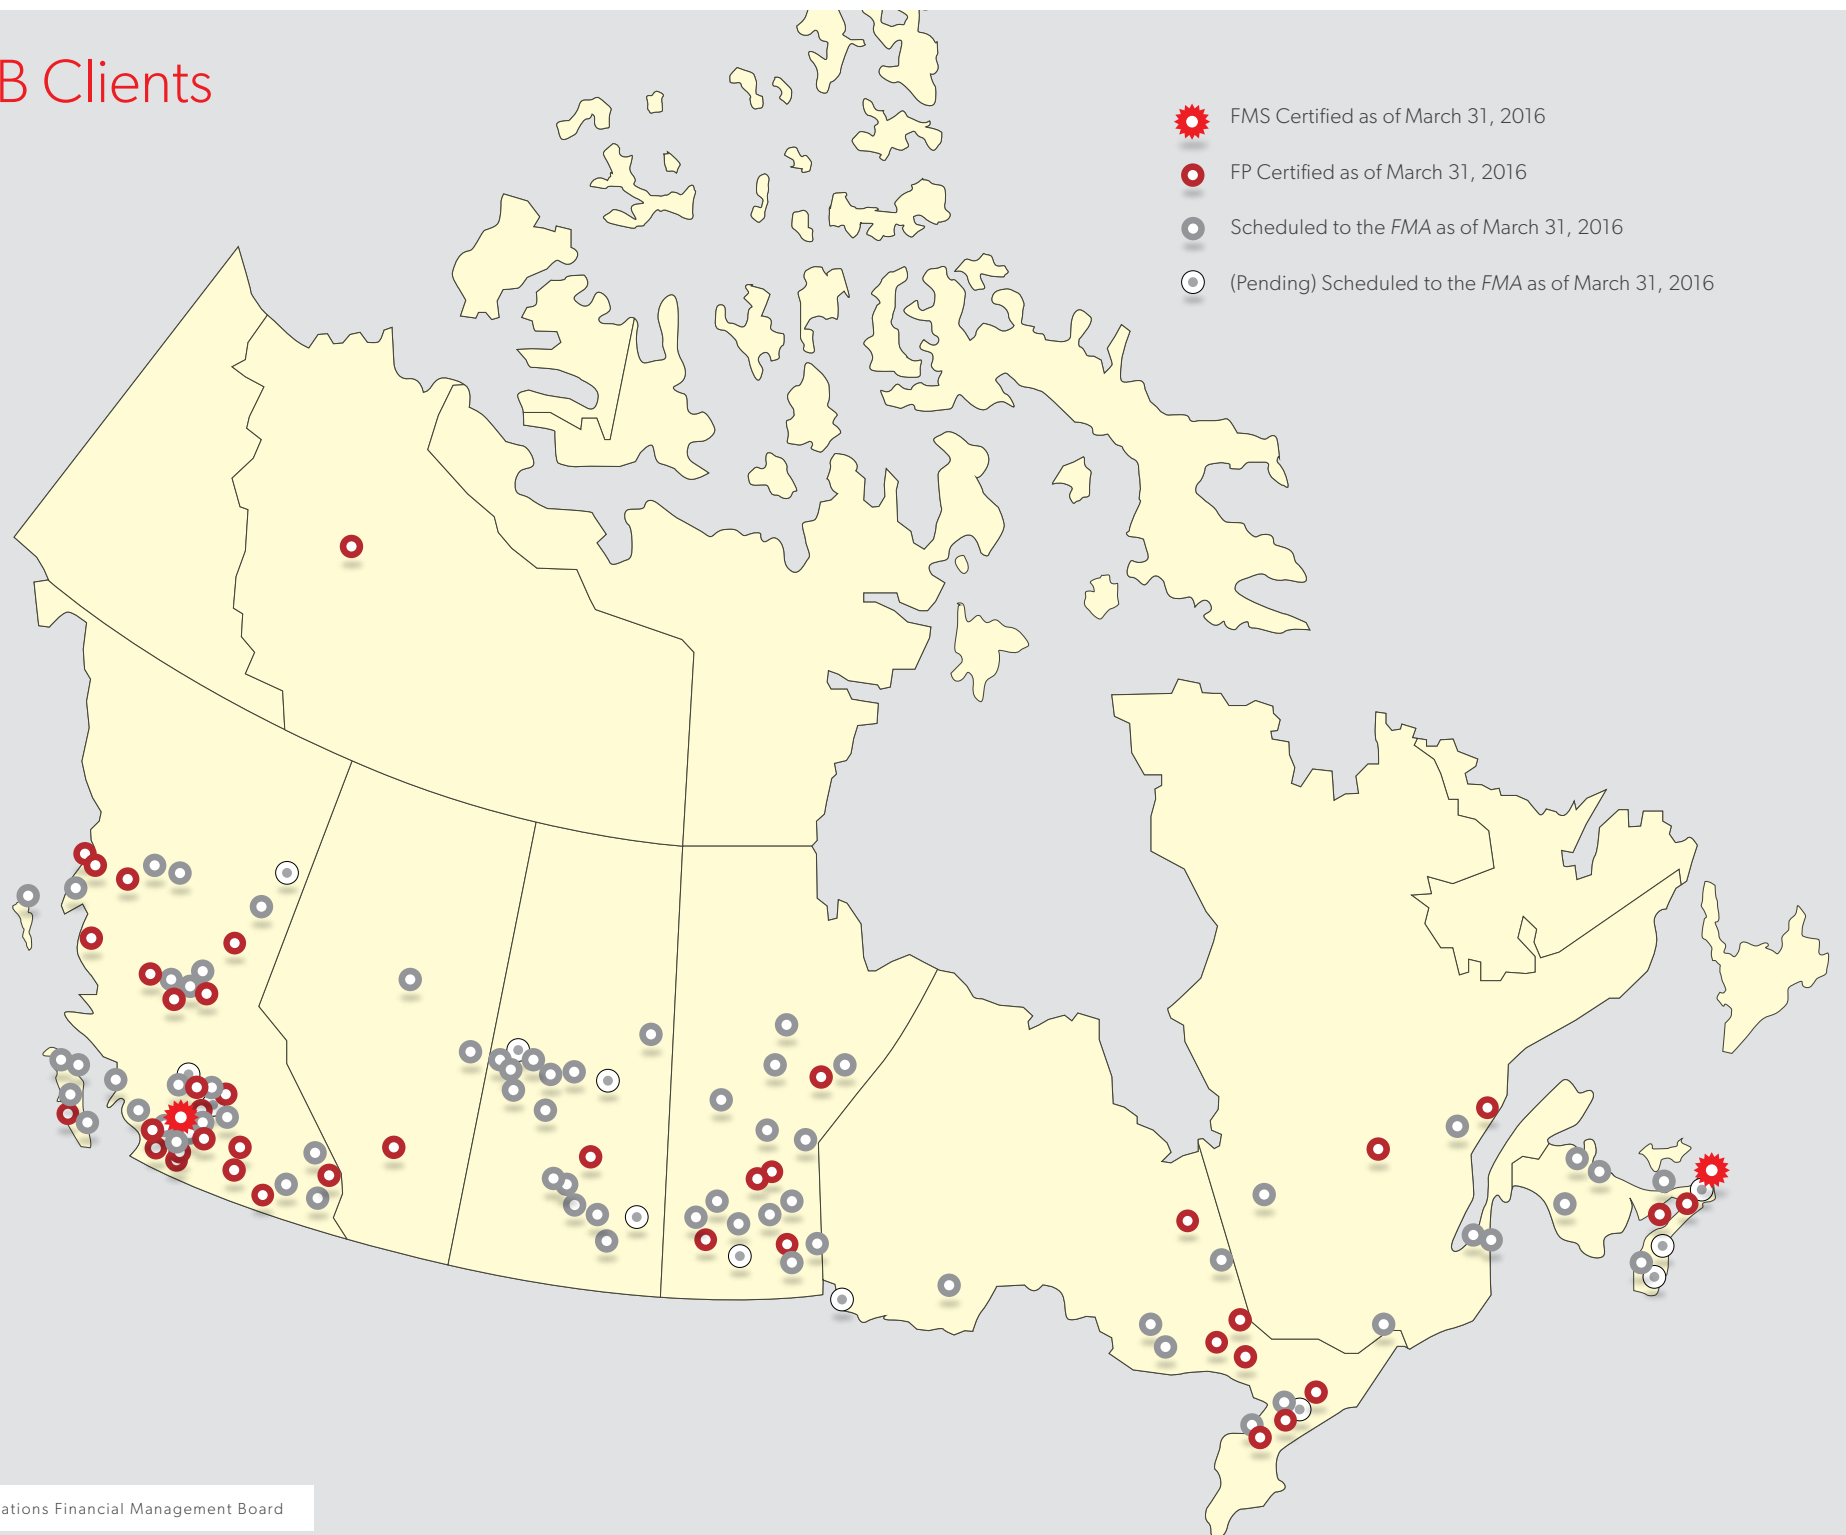 B Clients
FMS Certified as of March 31, 2016
FP Certified as of March 31, 2016
Scheduled to the FMA as of March 31, 2016
(Pending) Scheduled to the FMA as of March 31, 2016
ations Financial Management Board